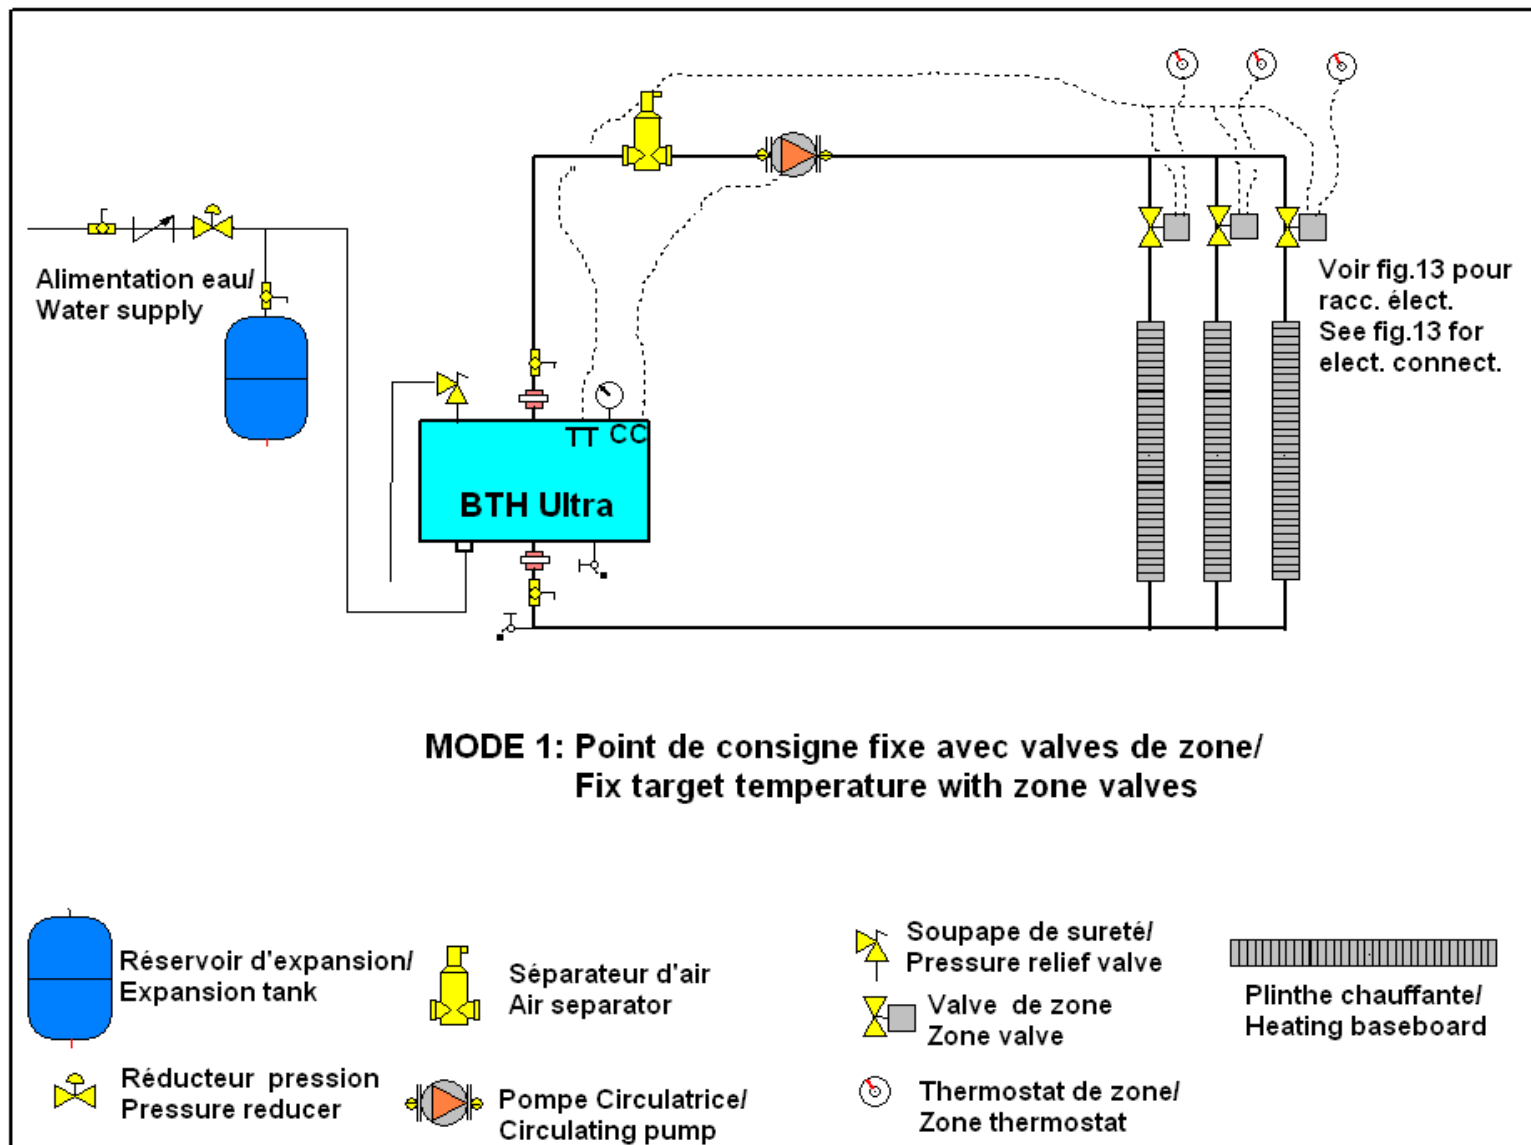 Alimentation eau/
Water supply
Voir fig.13 pour
racc. élect.
See fig.13 for
elect. connect.
TT CC
BTH Ultra
MODE 1: Point de consigne fixe avec valves de zone/
Fix target temperature with zone valves
Réservoir d'expansion/
Expansion tank
Séparateur d'air
Air separator
Soupape de sureté/
Pressure relief valve
Valve de zone
Zone valve
Plinthe chauffante/
Heating baseboard
Réducteur pression
Pressure reducer
Pompe Circulatrice/
Circulating pump
Thermostat de zone/
Zone thermostat